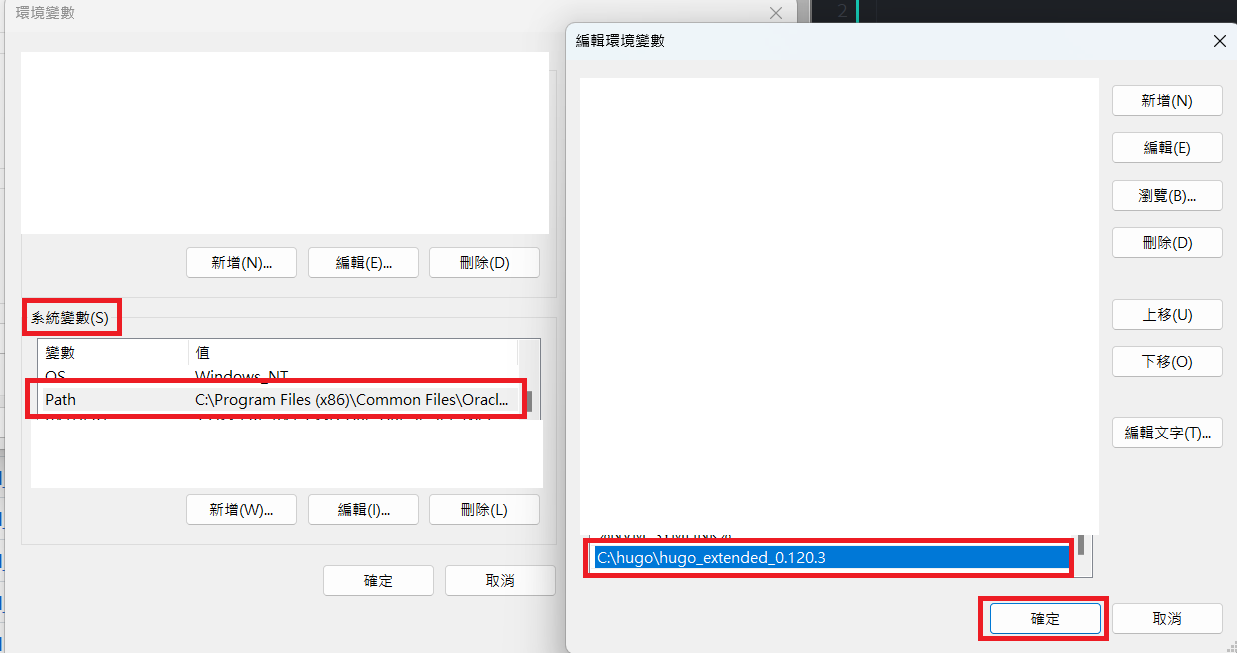 環境變數
2
新增(N)...
編輯(E)...
刪除(D)
系統變數(S)
變數 值
OS Windows_NT
Path C:\Program Files (x86)\Common Files\Oracl...
新增(W)...
編輯(I)...
刪除(L)
確定
取消
編輯環境變數
新增(N)
編輯(E)
瀏覽(B)...
刪除(D)
上移(U)
下移(O)
編輯文字(T)...
C:\hugo\hugo_extended_0.120.3
確定
取消